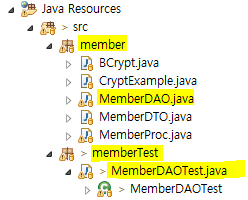 Java Resources
> src
member
BCrypt.java
CryptExample.java
MemberDAO.java
MemberDTO.java
MemberProc.java
> memberTest
> MemberDAOTest.java
> MemberDAOTest